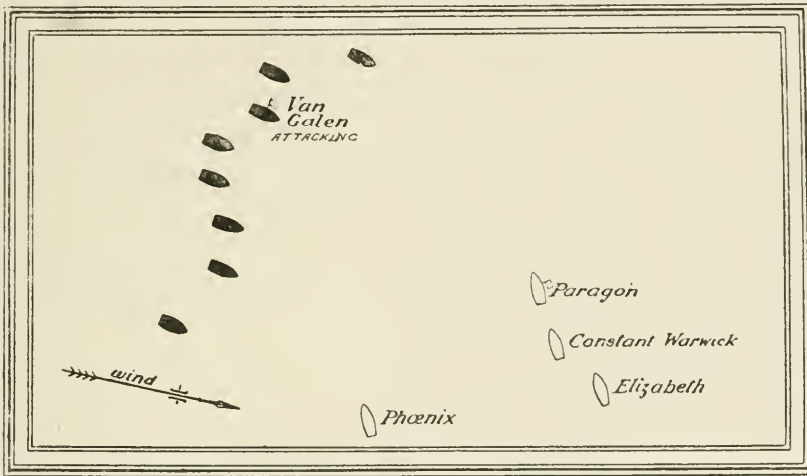 Van
Galen
ATTACKING
Paragon
Constant Warwick
wind
Elizabeth
Phœnix